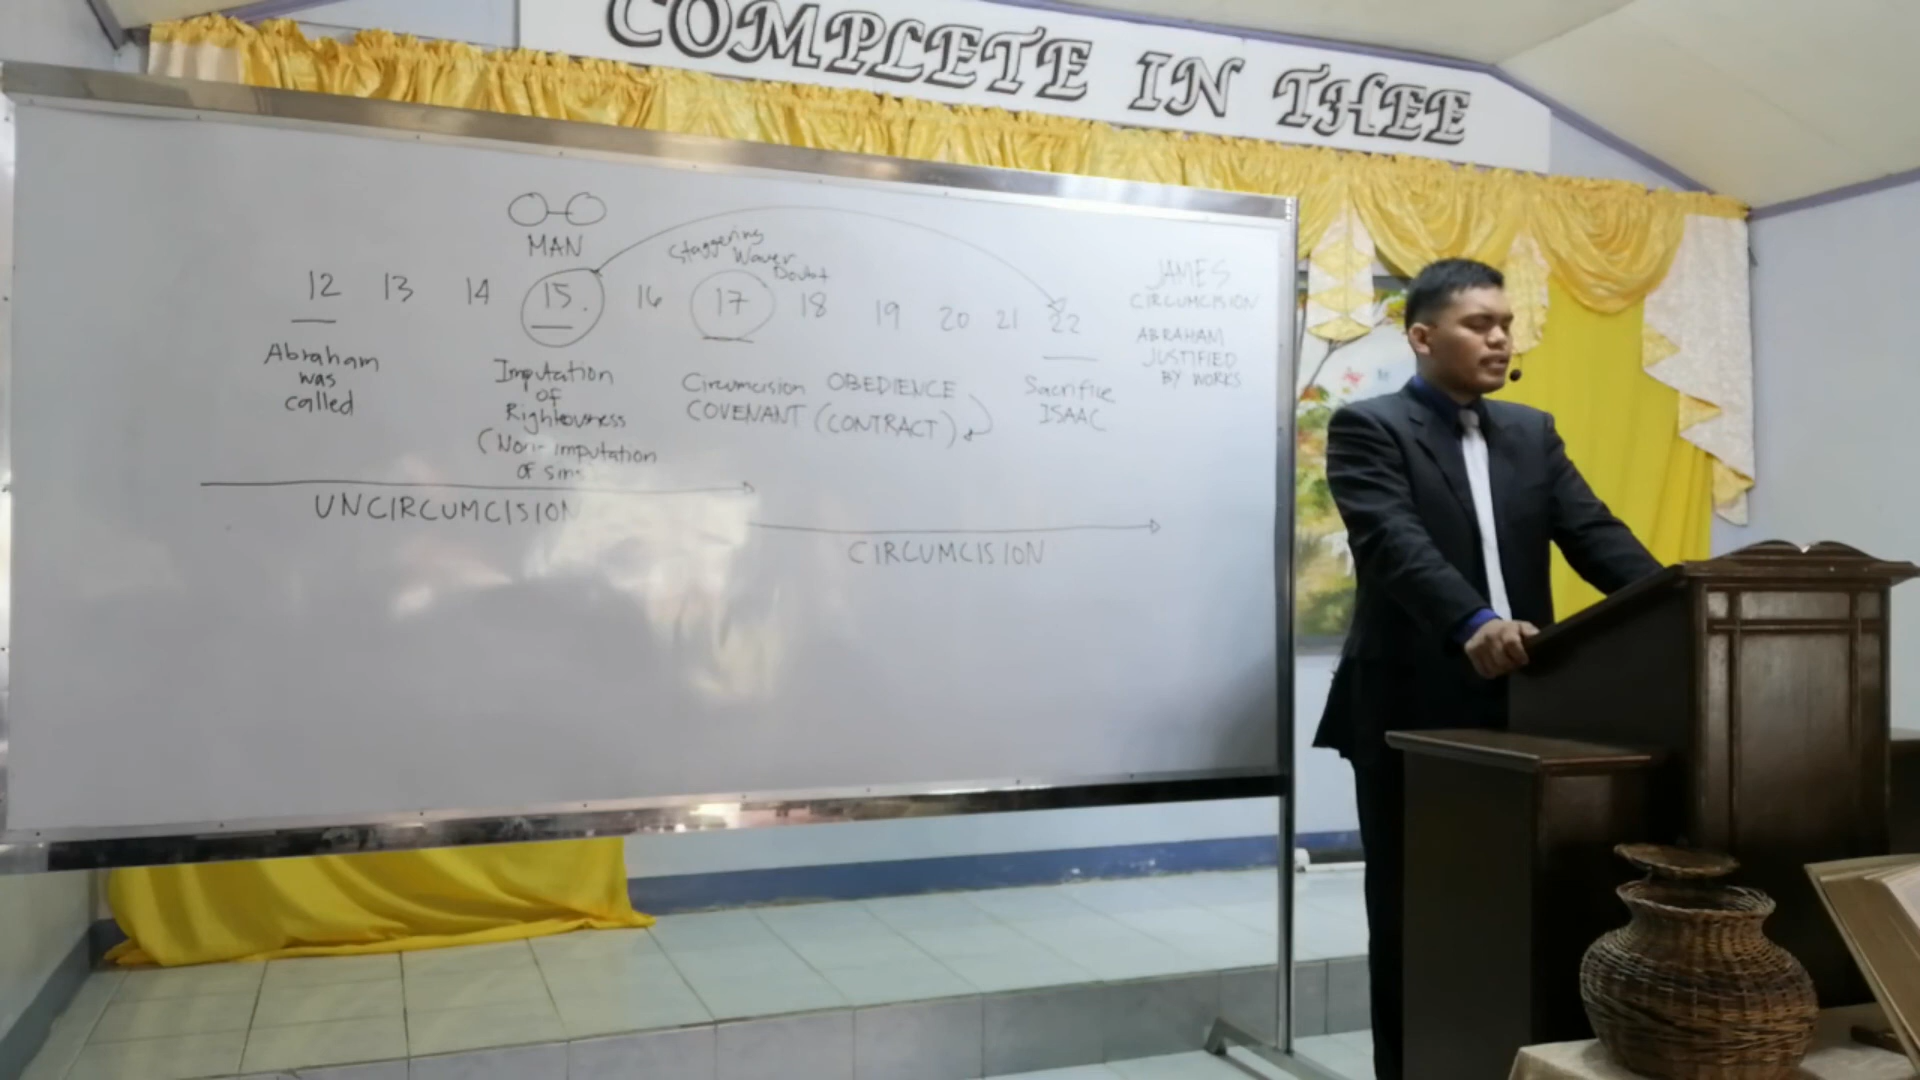 COMPLETE IN THEE
MAN
Staggering
Waver
Doubt
12 13 14 15. 16 17 18 19 20 21 22
Abraham
was
called
Imputation
of
Righteousness
(Non-imputation
of sins
Circumcision OBEDIENCE
COVENANT (CONTRACT)
Sacrifice
ISAAC
JAMES
CIRCUMCISION
ABRAHAM
JUSTIFIED
BY WORKS
UNCIRCUMCISION
CIRCUMCISION